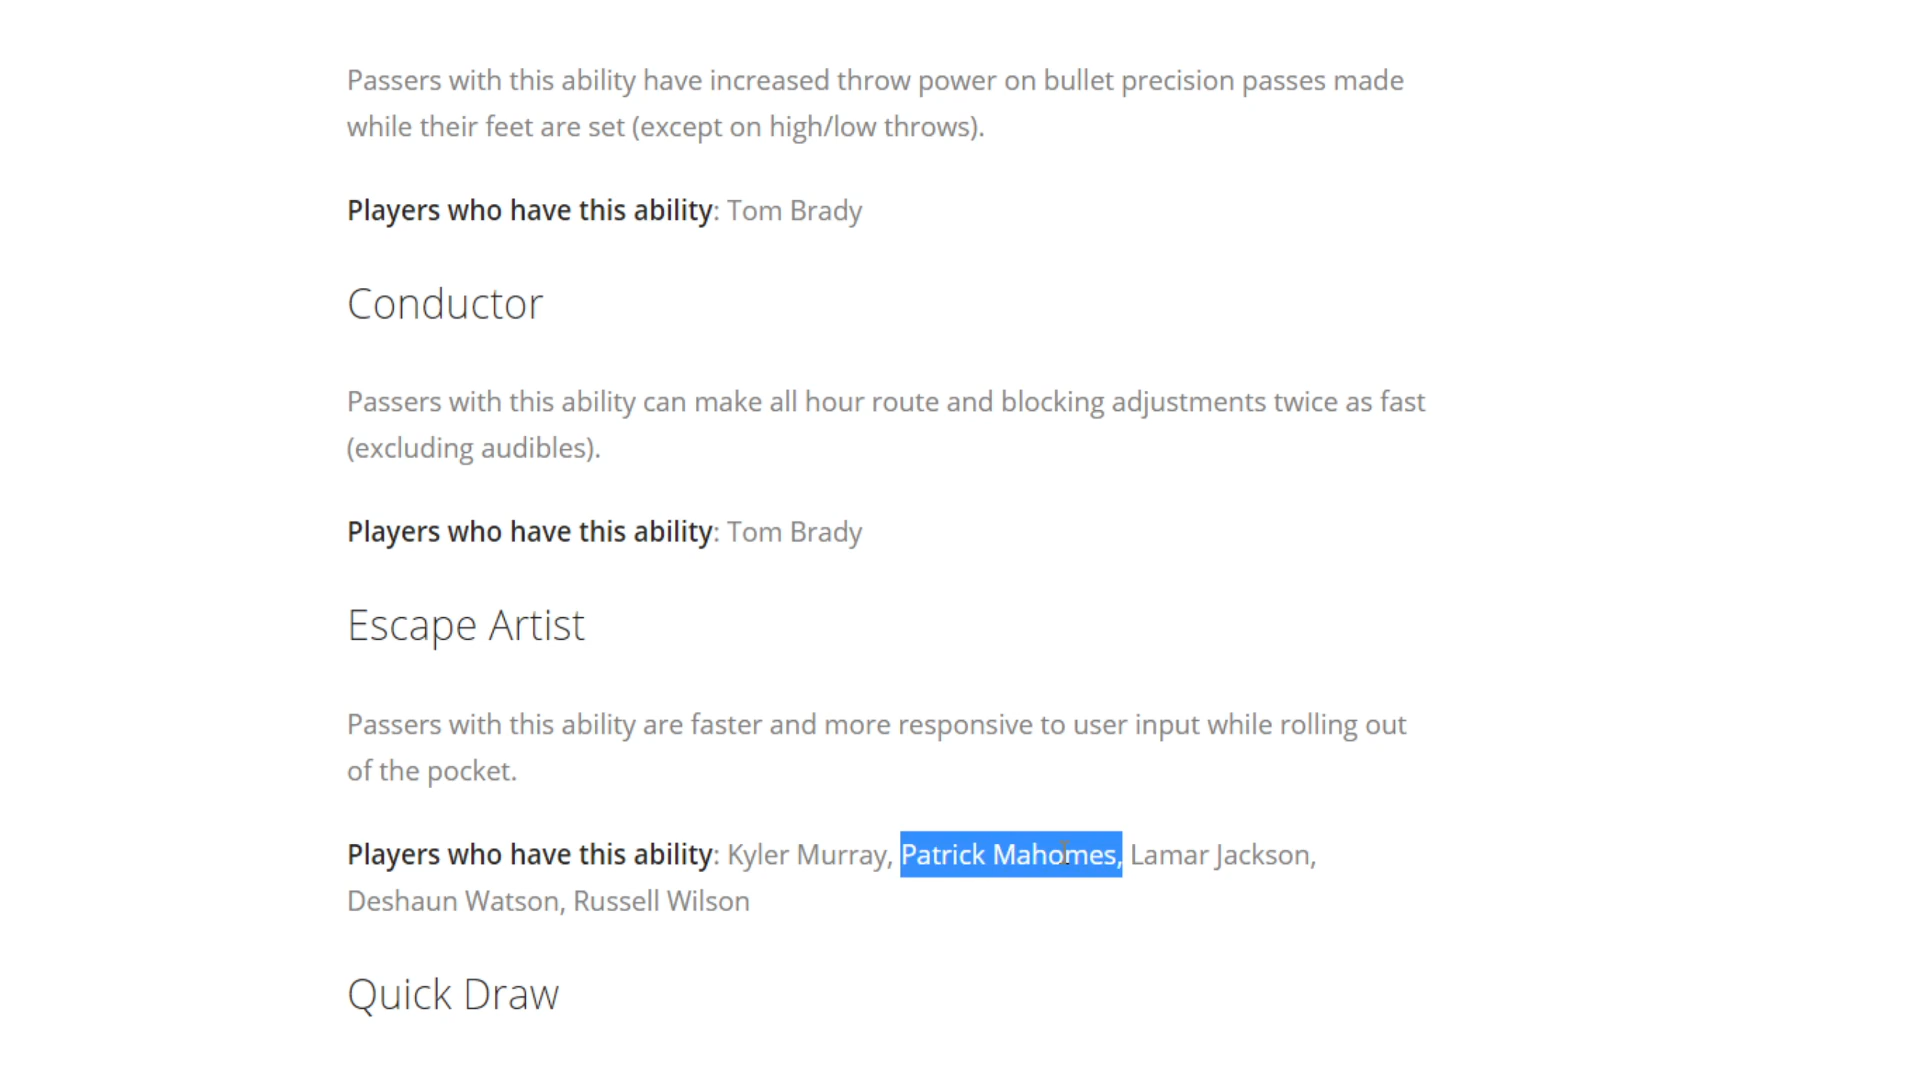 Passers with this ability have increased throw power on bullet precision passes made
while their feet are set (except on high/low throws).
Players who have this ability: Tom Brady
Conductor
Passers with this ability can make all hour route and blocking adjustments twice as fast
(excluding audibles).
Players who have this ability: Tom Brady
Escape Artist
Passers with this ability are faster and more responsive to user input while rolling out
of the pocket.
Players who have this ability: Kyler Murray, Patrick Mahomes, Lamar Jackson,
Deshaun Watson, Russell Wilson
Quick Draw